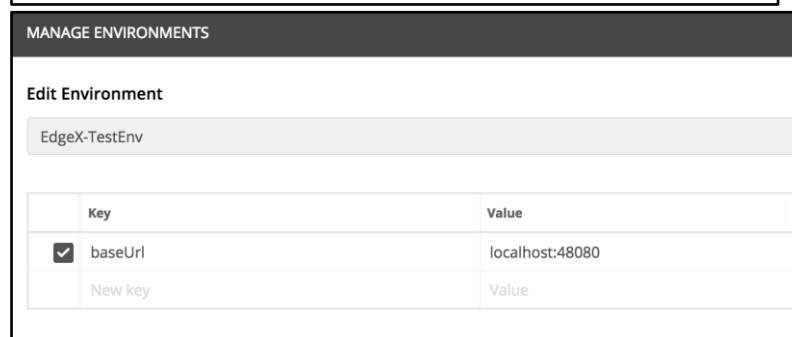 MANAGE ENVIRONMENTS
Edit Environment
EdgeX-TestEnv
Key Value
baseUrl localhost:48080
New key Value